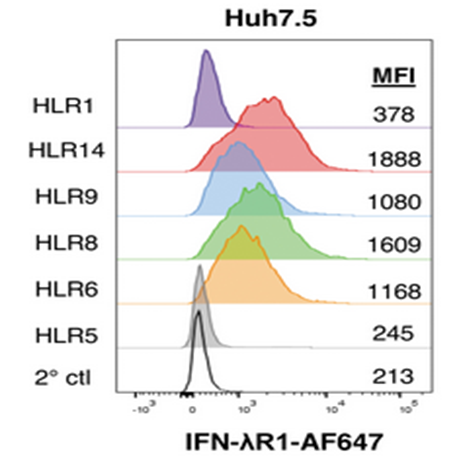 Huh7.5
MFI
HLR1 378
HLR14 1888
HLR9 1080
HLR8 1609
HLR6 1168
HLR5 245
2° ctl 213
-10³ 0 10³ 10⁴ 10⁵
IFN-λR1-AF647